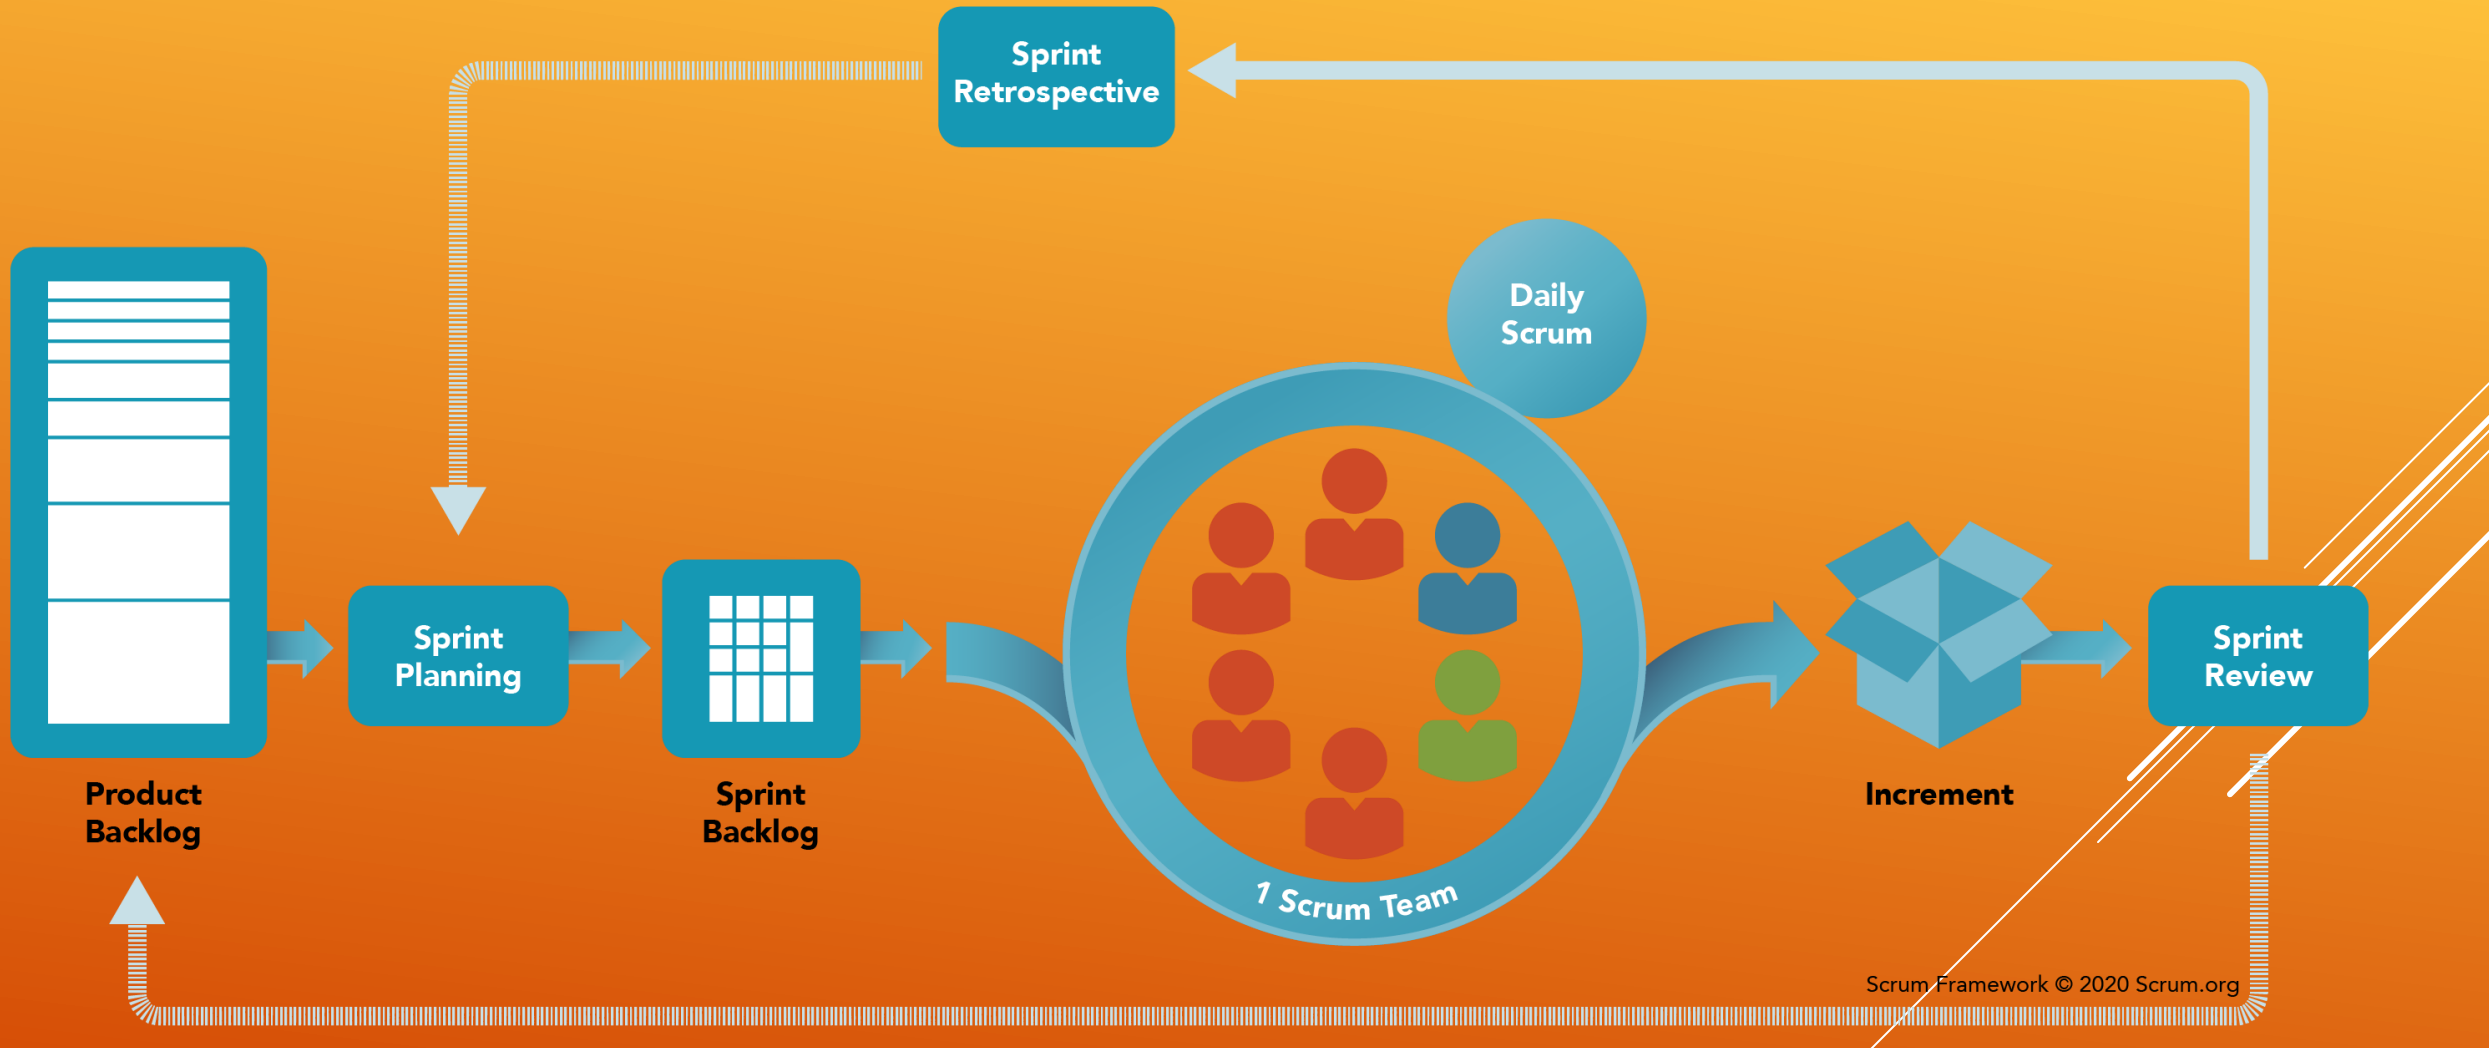 Sprint
Retrospective
Daily
Scrum
Sprint
Planning
Sprint
Review
Product
Backlog
Sprint
Backlog
Increment
1 Scrum Team
Scrum Framework © 2020 Scrum.org